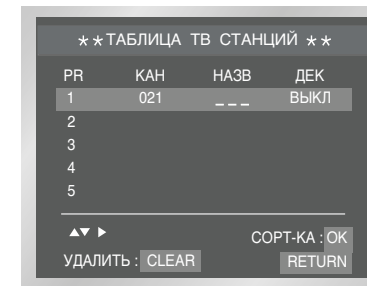 **ТАБЛИЦА ТВ СТАНЦИЙ **
PR КАН НАЗВ ДЕК
1 021 _ _ _ ВЫКЛ
2
3
4
5
▲▼ ▶ СОРТ-КА : OK
УДАЛИТЬ : CLEAR RETURN